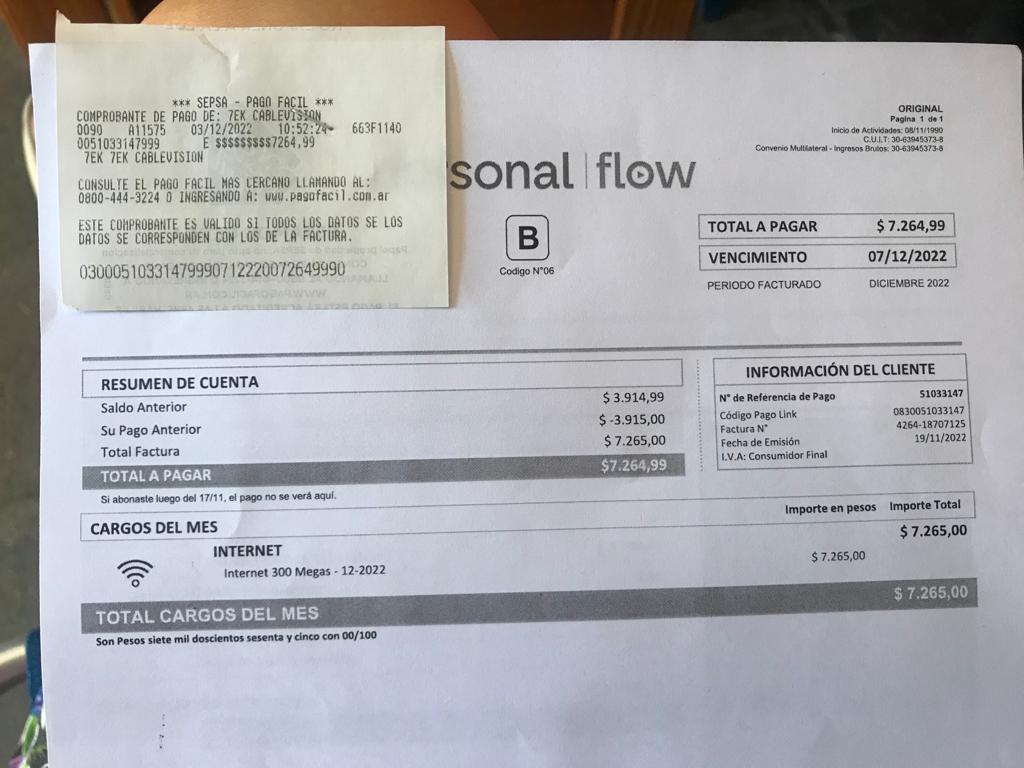 *** SEPSA - PAGO FACIL ***
COMPROBANTE DE PAGO DE: 7EK CABLEVISION
0090 A11575 03/12/2022 10:52:24 663F1140
0051033147999 E $$$$$$$$$7264,99
7EK 7EK CABLEVISION
CONSULTE EL PAGO FACIL MAS CERCANO LLAMANDO AL:
0800-444-3224 O INGRESANDO A: www.pagofacil.com.ar
ESTE COMPROBANTE ES VALIDO SI TODOS LOS DATOS SE LOS
DATOS SE CORRESPONDEN CON LOS DE LA FACTURA.
03000510331479990712220072649990
ORIGINAL
Pagina 1 de 1
Inicio de Actividades: 08/11/1990
C.U.I.T: 30-63945373-8
Convenio Multilateral - Ingresos Brutos: 30-63945373-8
sonal flow
B
Codigo N°06
TOTAL A PAGAR $ 7.264,99
VENCIMIENTO 07/12/2022
PERIODO FACTURADO DICIEMBRE 2022
RESUMEN DE CUENTA
Saldo Anterior $ 3.914,99
Su Pago Anterior $ -3.915,00
Total Factura $ 7.265,00
TOTAL A PAGAR $7.264,99
Si abonaste luego del 17/11, el pago no se verá aquí.
INFORMACIÓN DEL CLIENTE
N° de Referencia de Pago 51033147
Código Pago Link 0830051033147
Factura N° 4264-18707125
Fecha de Emisión 19/11/2022
I.V.A: Consumidor Final
CARGOS DEL MES Importe en pesos Importe Total
$ 7.265,00
INTERNET
Internet 300 Megas - 12-2022 $ 7.265,00
TOTAL CARGOS DEL MES $ 7.265,00
Son Pesos siete mil doscientos sesenta y cinco con 00/100